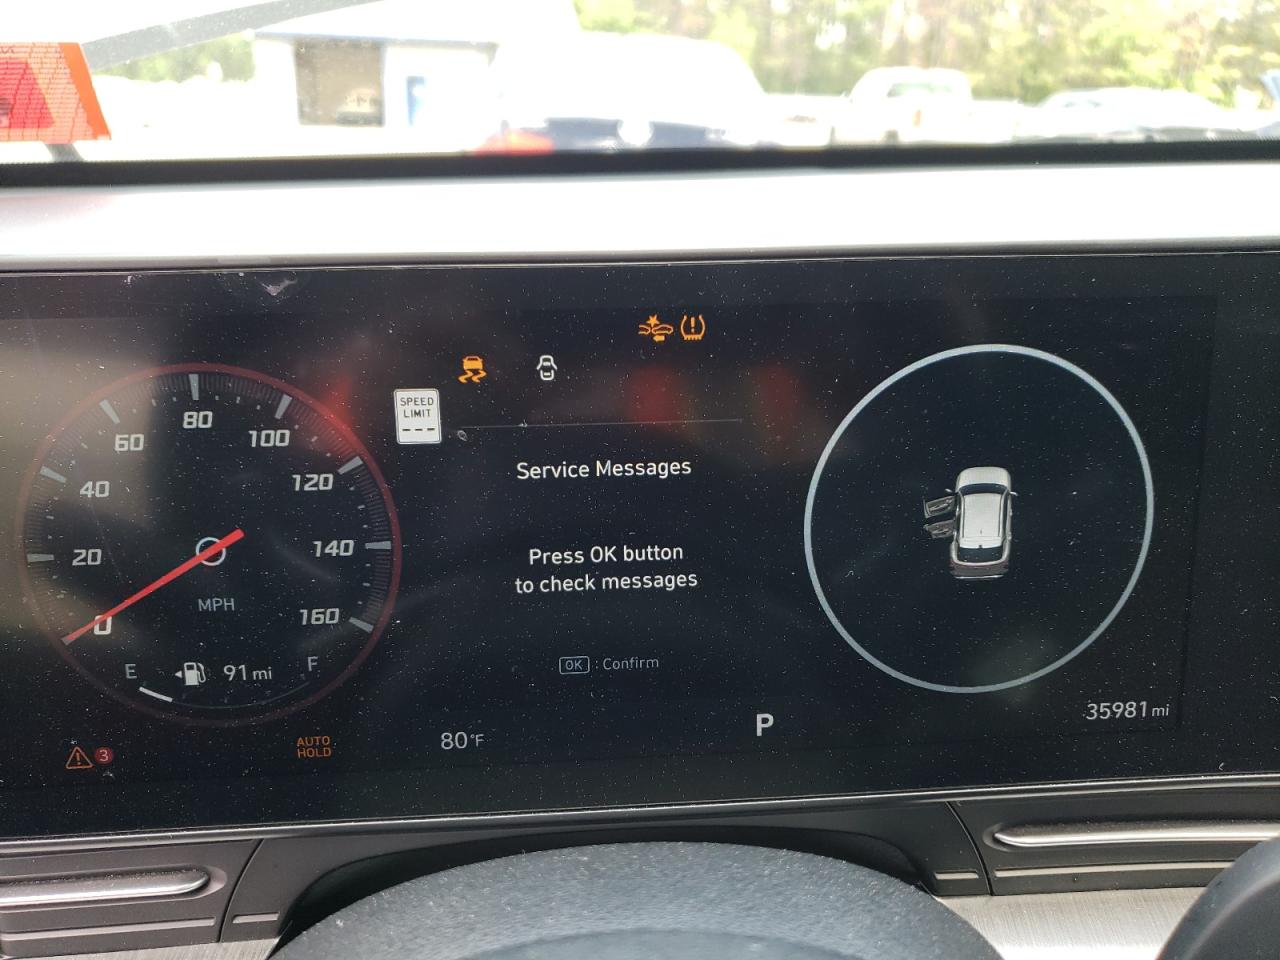 SPEED
LIMIT
---
80
60
100
40
120
20
140
0
160
MPH
E
91 mi
F
Service Messages
Press OK button
to check messages
OK : Confirm
3
AUTO
HOLD
80°F
P
35981 mi